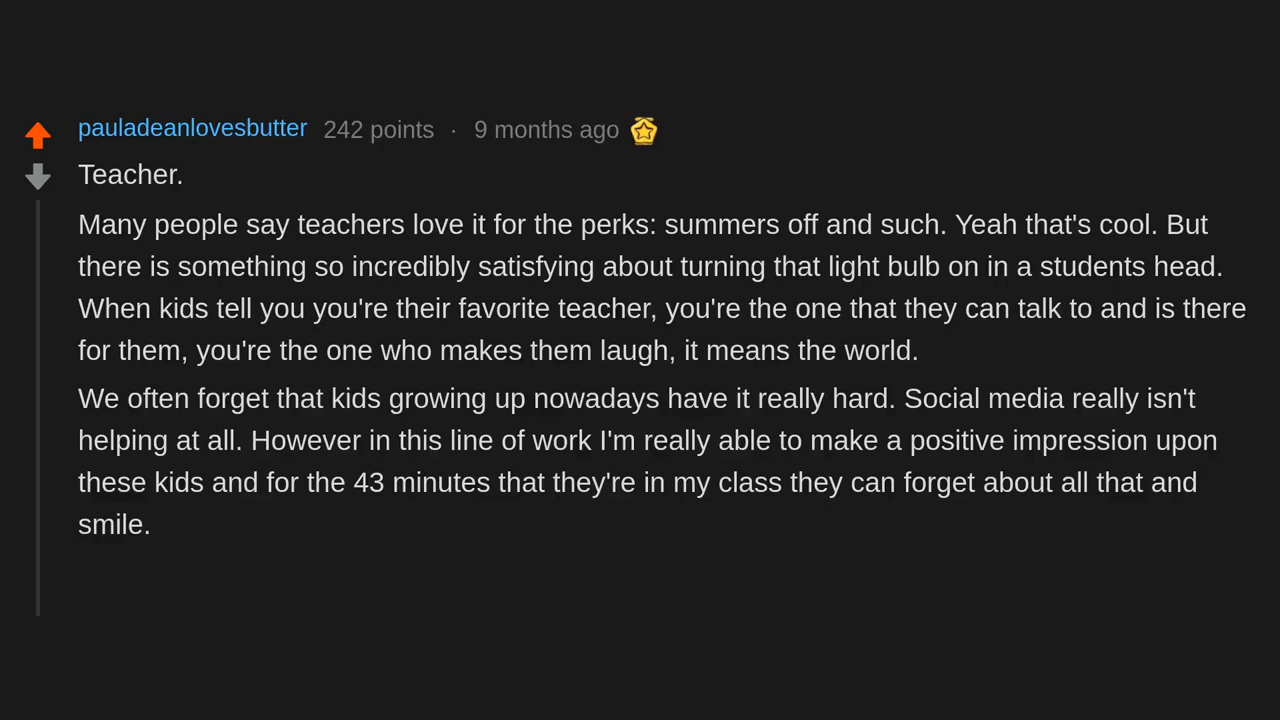 pauladeanlovesbutter 242 points · 9 months ago
Teacher.
Many people say teachers love it for the perks: summers off and such. Yeah that's cool. But
there is something so incredibly satisfying about turning that light bulb on in a students head.
When kids tell you you're their favorite teacher, you're the one that they can talk to and is there
for them, you're the one who makes them laugh, it means the world.
We often forget that kids growing up nowadays have it really hard. Social media really isn't
helping at all. However in this line of work I'm really able to make a positive impression upon
these kids and for the 43 minutes that they're in my class they can forget about all that and
smile.